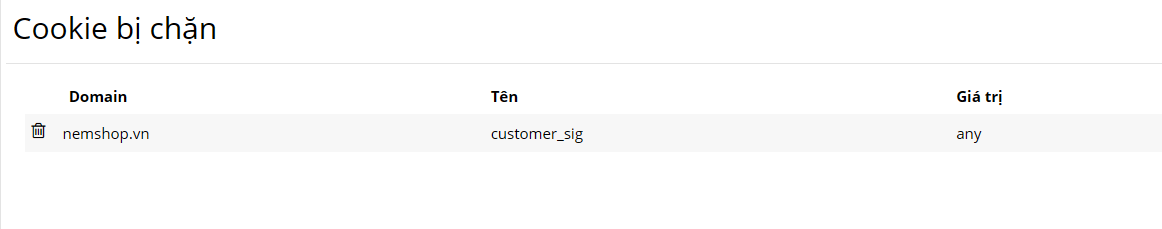 Cookie bị chặn
Domain Tên Giá trị
nemshop.vn customer_sig any